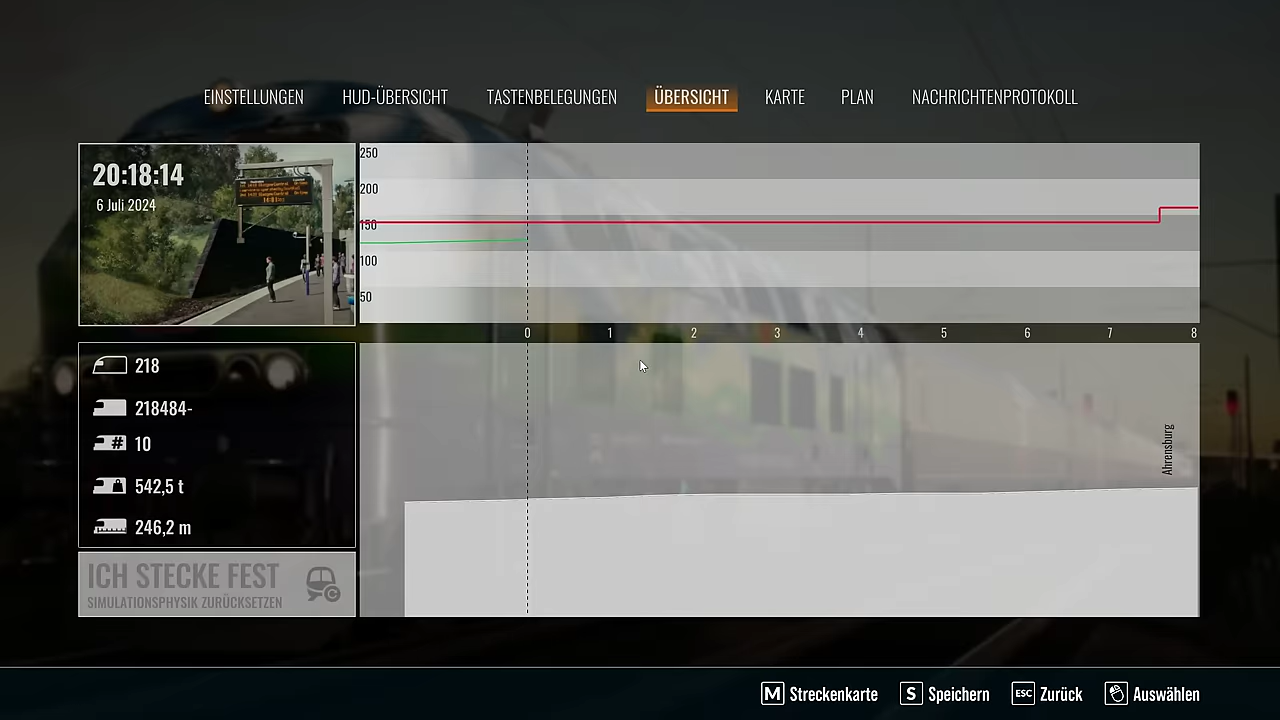 EINSTELLUNGEN HUD-ÜBERSICHT TASTENBELEGUNGEN ÜBERSICHT KARTE PLAN NACHRICHTENPROTOKOLL
20:18:14
6 Juli 2024
250
200
150
100
50
0 1 2 3 4 5 6 7 8
218
218484-
# 10
542,5 t
246,2 m
Ahrensburg
ICH STECKE FEST
SIMULATIONSPHYSIK ZURÜCKSETZEN
M Streckenkarte S Speichern ESC Zurück Auswählen